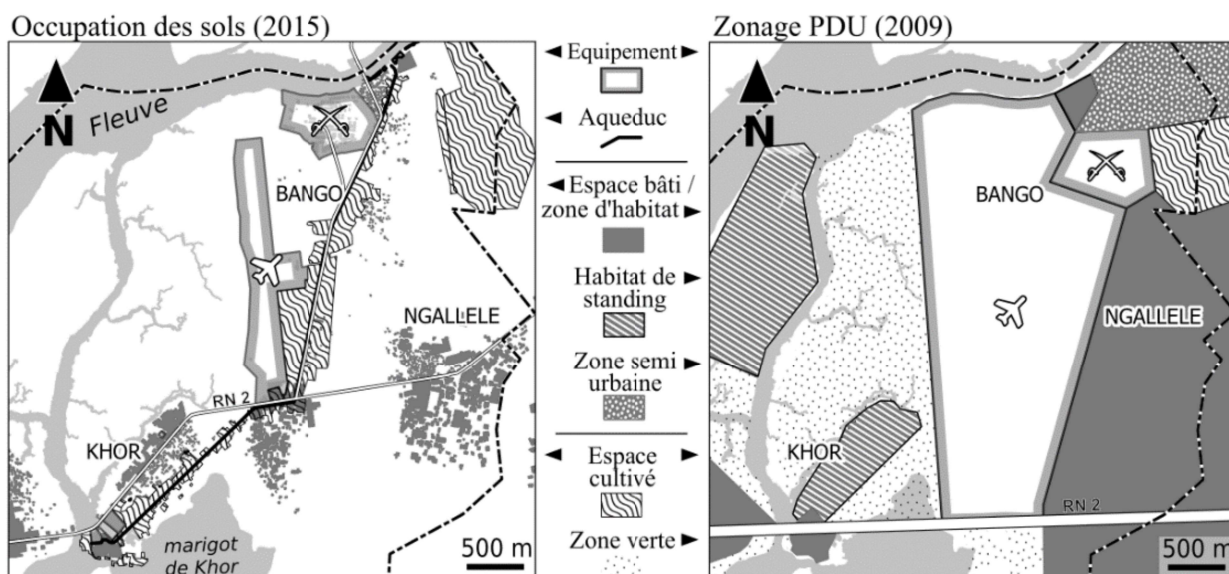 Occupation des sols (2015)
N
Fleuve
BANGO
NGALLELE
RN 2
KHOR
marigot
de Khor
500 m
Equipement
Aqueduc
Espace bâti /
zone d'habitat
Habitat de
standing
Zone semi
urbaine
Espace
cultivé
Zone verte
Zonage PDU (2009)
N
BANGO
NGALLELE
KHOR
RN 2
500 m